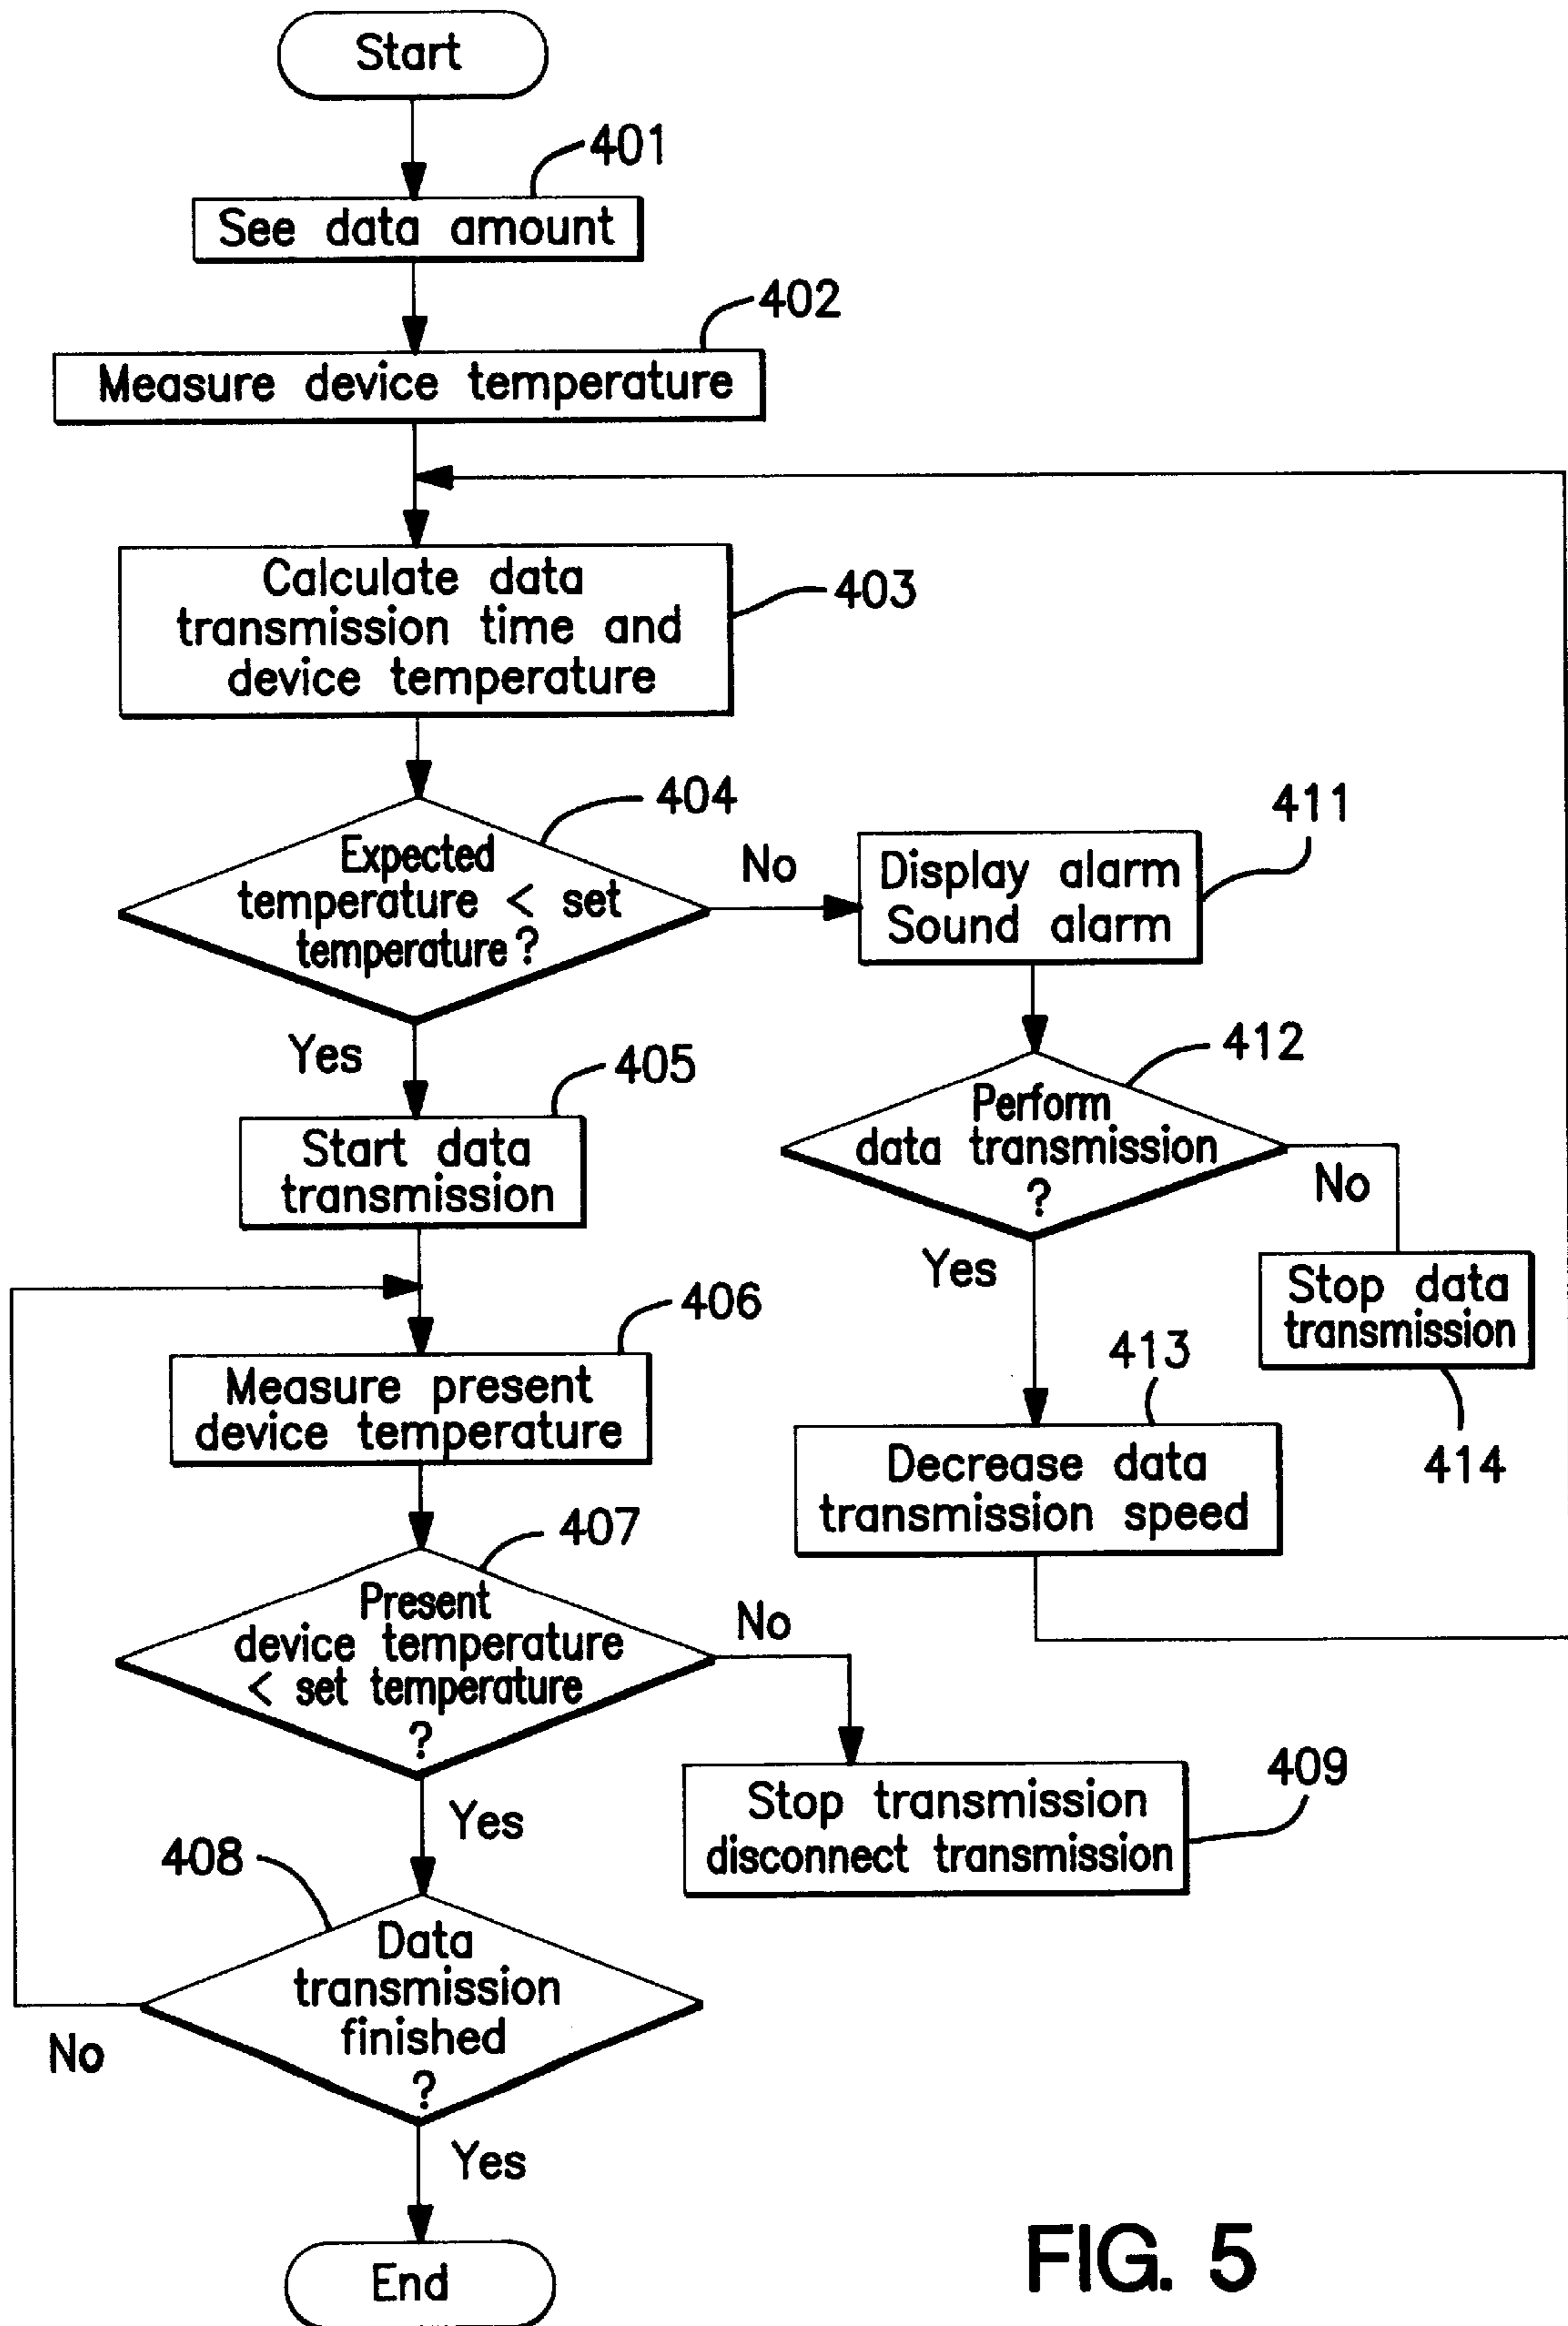 Start
401
See data amount
402
Measure device temperature
Calculate data
transmission time and
device temperature
403
404
Expected
temperature < set
temperature?
No
Yes
411
Display alarm
Sound alarm
405
Start data
transmission
412
Perform
data transmission
?
No
Yes
Stop data
transmission
414
406
Measure present
device temperature
413
Decrease data
transmission speed
407
Present
device temperature
< set temperature
?
No
Yes
409
Stop transmission
disconnect transmission
408
Data
transmission
finished
?
No
Yes
End
FIG. 5